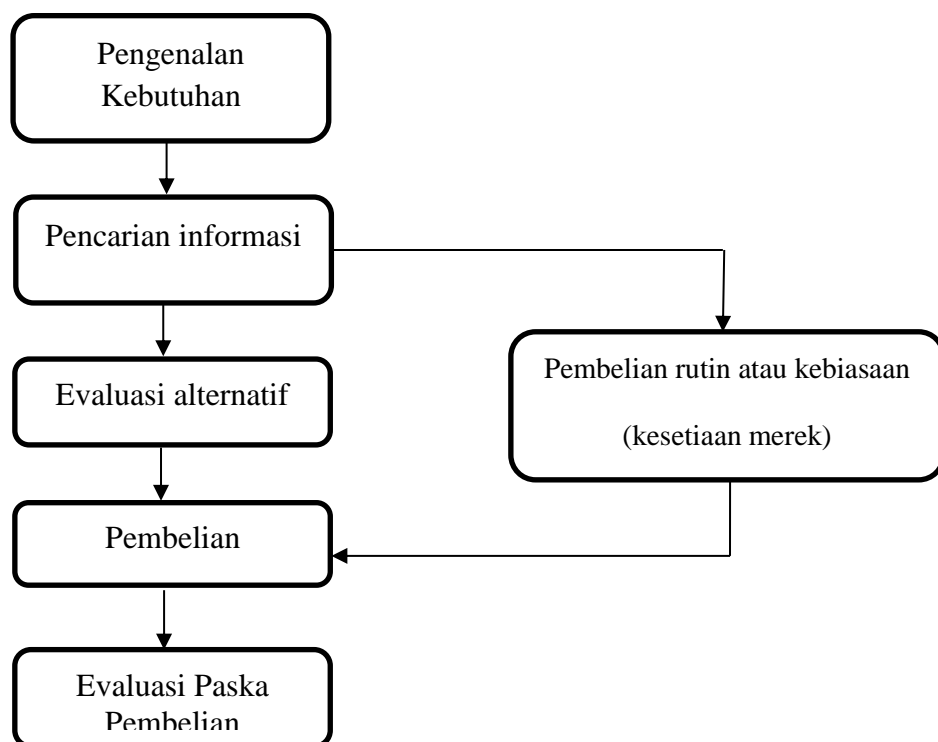 Pengenalan
Kebutuhan
Pencarian informasi
Evaluasi alternatif
Pembelian rutin atau kebiasaan
(kesetiaan merek)
Pembelian
Evaluasi Paska
Pembelian